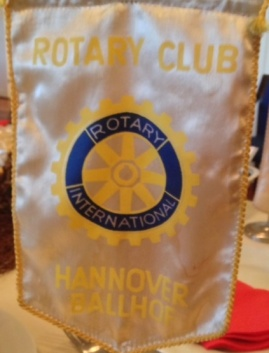 ROTARY CLUB
ROTARY
INTERNATIONAL
HANNOVER
BALLHOF